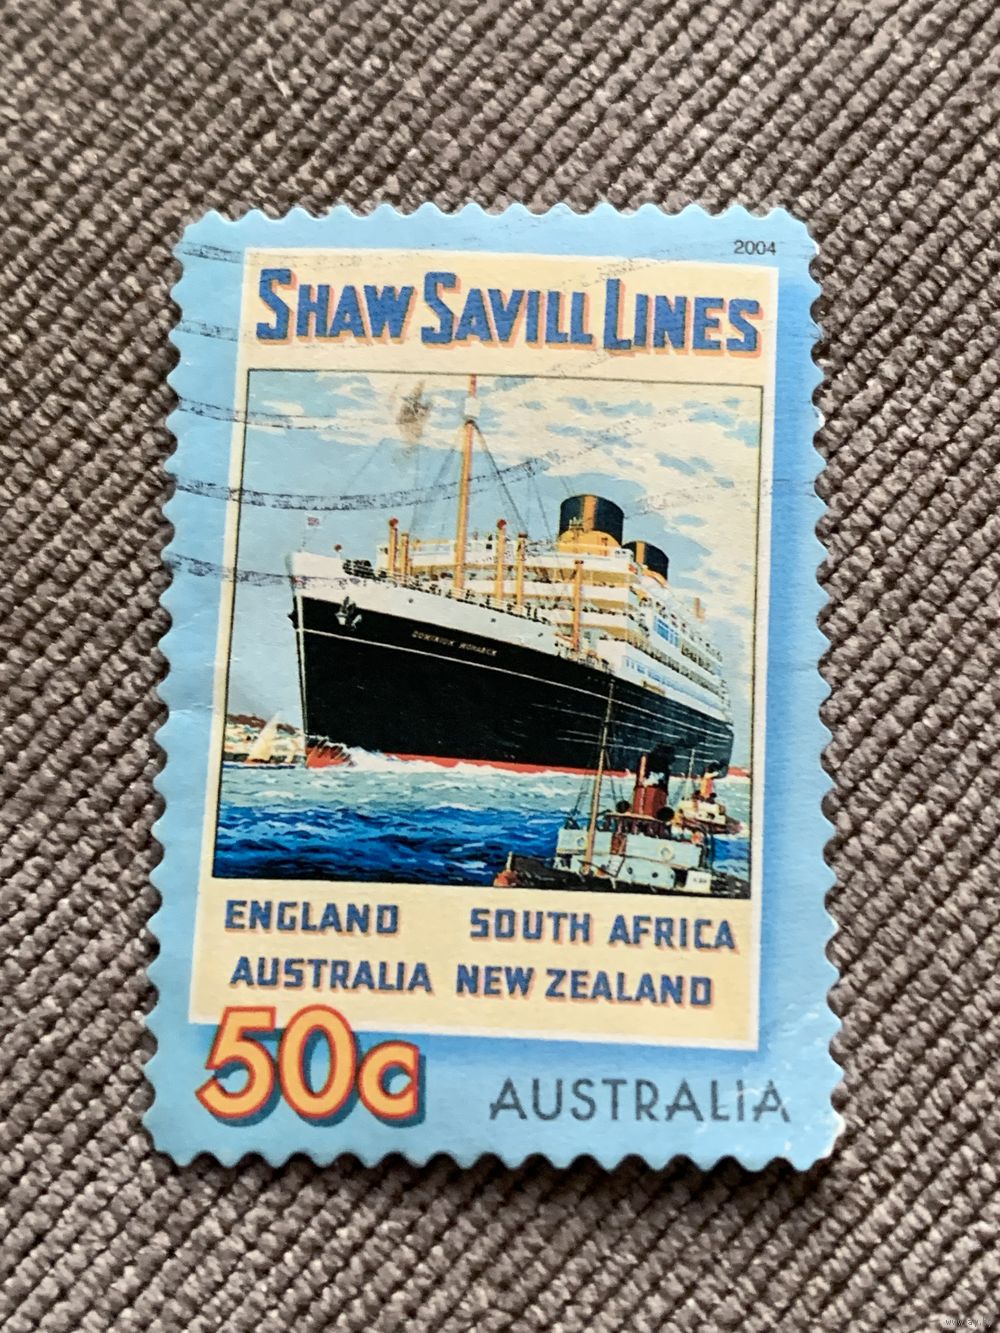 2004
SHAW SAVILL LINES
DOMINION MONARCH
ENGLAND SOUTH AFRICA
AUSTRALIA NEW ZEALAND
50c
AUSTRALIA